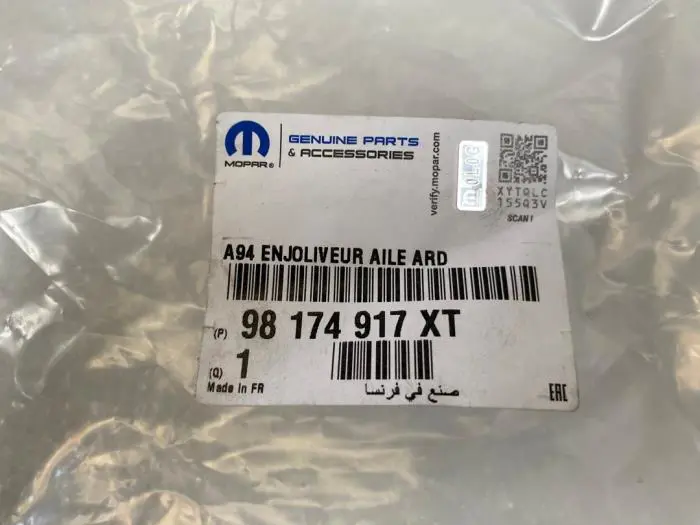 MOPAR®
GENUINE PARTS
& ACCESSORIES
verify.mopar.com
XYTQLC
155Q3V
SCAN!
A94 ENJOLIVEUR AILE ARD
(P) 98 174 917 XT
(Q) 1
Made in FR
صنع في فرنسا
EAC